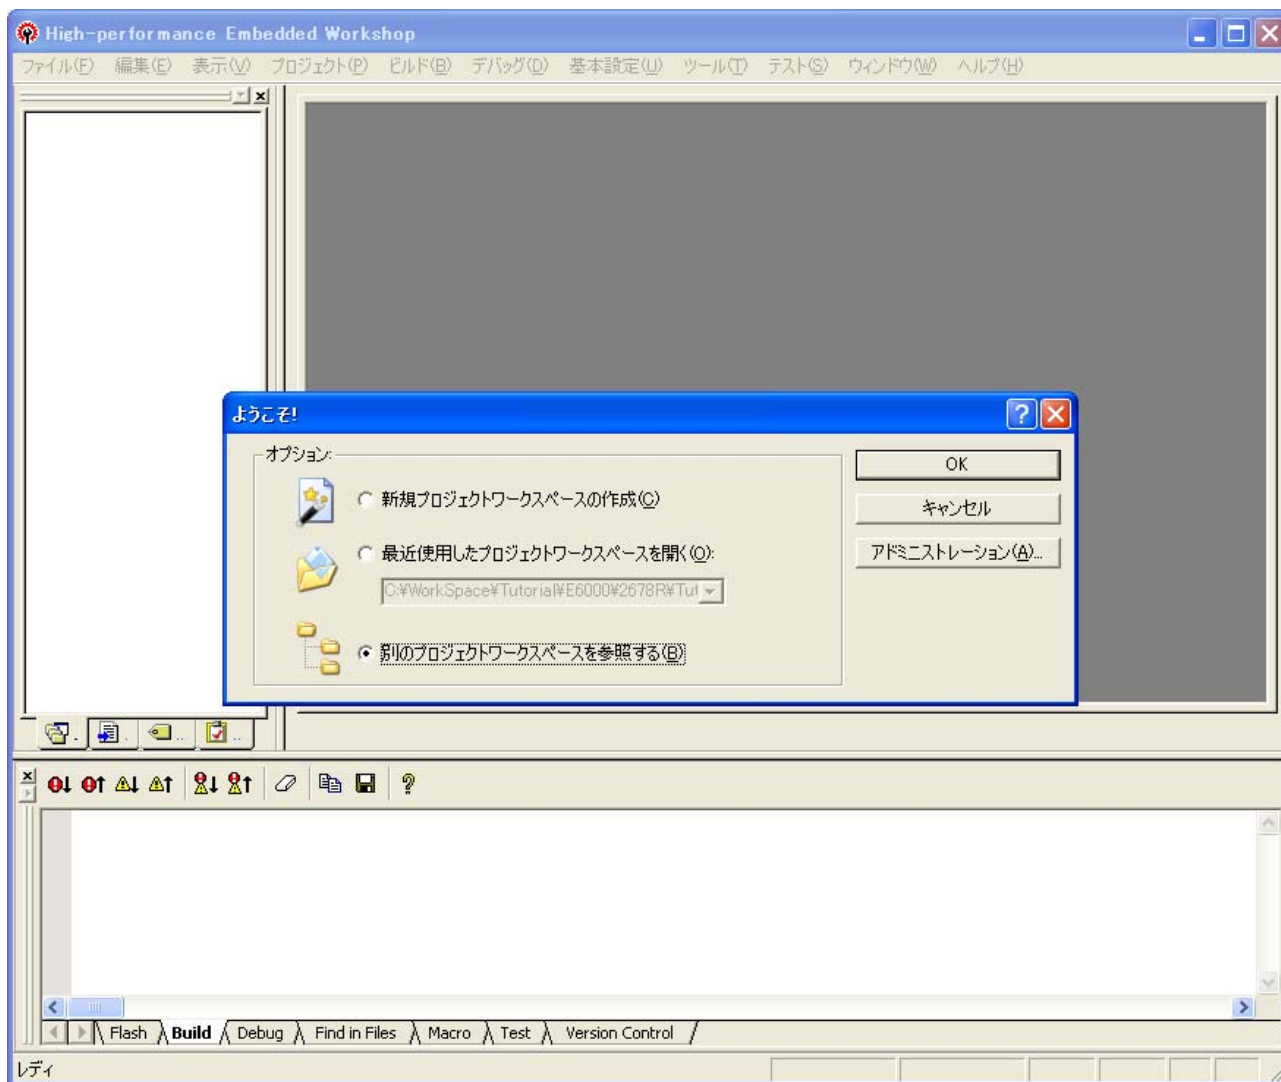 High-performance Embedded Workshop
ファイル(F) 編集(E) 表示(V) プロジェクト(P) ビルド(B) デバッグ(D) 基本設定(U) ツール(T) テスト(S) ウィンドウ(W) ヘルプ(H)
ようこそ!
オプション:
新規プロジェクトワークスペースの作成(C)
最近使用したプロジェクトワークスペースを開く(O):
C:¥WorkSpace¥Tutorial¥E6000¥2678R¥Tut
別のプロジェクトワークスペースを参照する(B)
OK
キャンセル
アドミニストレーション(A)...
Flash Build Debug Find in Files Macro Test Version Control
レディ